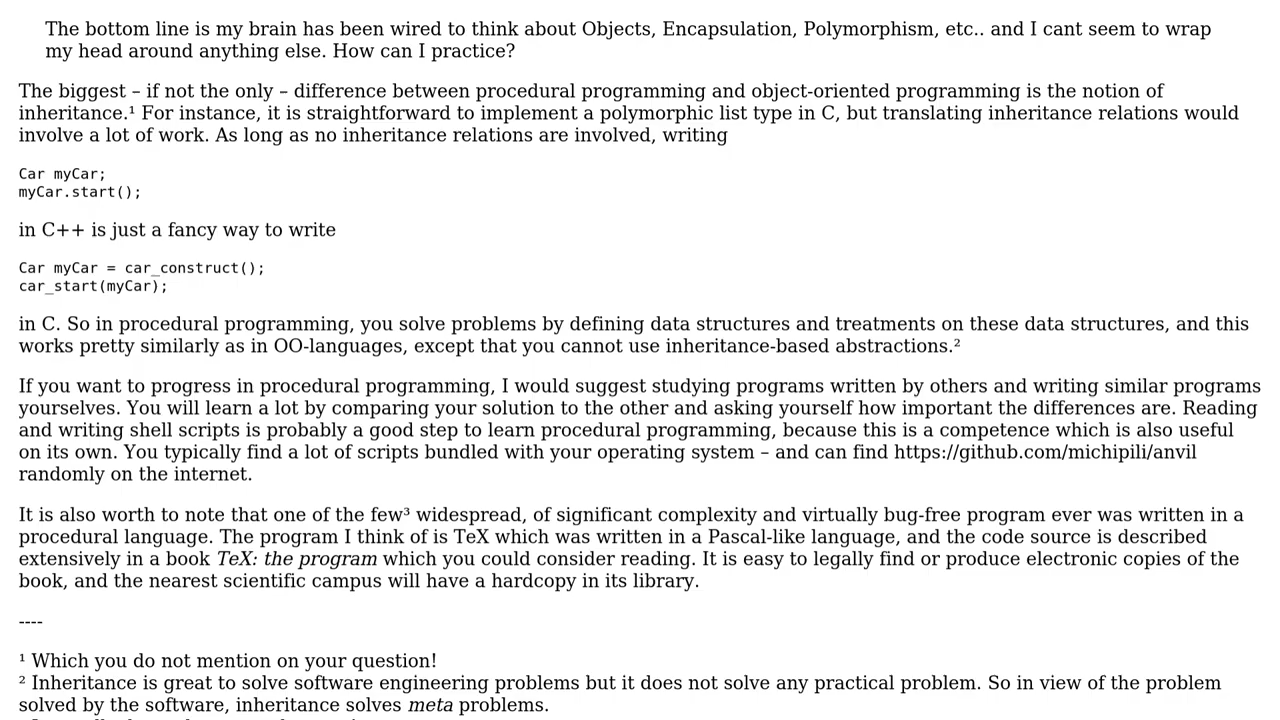 The bottom line is my brain has been wired to think about Objects, Encapsulation, Polymorphism, etc.. and I cant seem to wrap
my head around anything else. How can I practice?
The biggest – if not the only – difference between procedural programming and object-oriented programming is the notion of
inheritance.¹ For instance, it is straightforward to implement a polymorphic list type in C, but translating inheritance relations would
involve a lot of work. As long as no inheritance relations are involved, writing
Car myCar;
myCar.start();
in C++ is just a fancy way to write
Car myCar = car_construct();
car_start(myCar);
in C. So in procedural programming, you solve problems by defining data structures and treatments on these data structures, and this
works pretty similarly as in OO-languages, except that you cannot use inheritance-based abstractions.²
If you want to progress in procedural programming, I would suggest studying programs written by others and writing similar programs
yourselves. You will learn a lot by comparing your solution to the other and asking yourself how important the differences are. Reading
and writing shell scripts is probably a good step to learn procedural programming, because this is a competence which is also useful
on its own. You typically find a lot of scripts bundled with your operating system – and can find https://github.com/michipili/anvil
randomly on the internet.
It is also worth to note that one of the few³ widespread, of significant complexity and virtually bug-free program ever was written in a
procedural language. The program I think of is TeX which was written in a Pascal-like language, and the code source is described
extensively in a book TeX: the program which you could consider reading. It is easy to legally find or produce electronic copies of the
book, and the nearest scientific campus will have a hardcopy in its library.
----
¹ Which you do not mention on your question!
² Inheritance is great to solve software engineering problems but it does not solve any practical problem. So in view of the problem
solved by the software, inheritance solves meta problems.